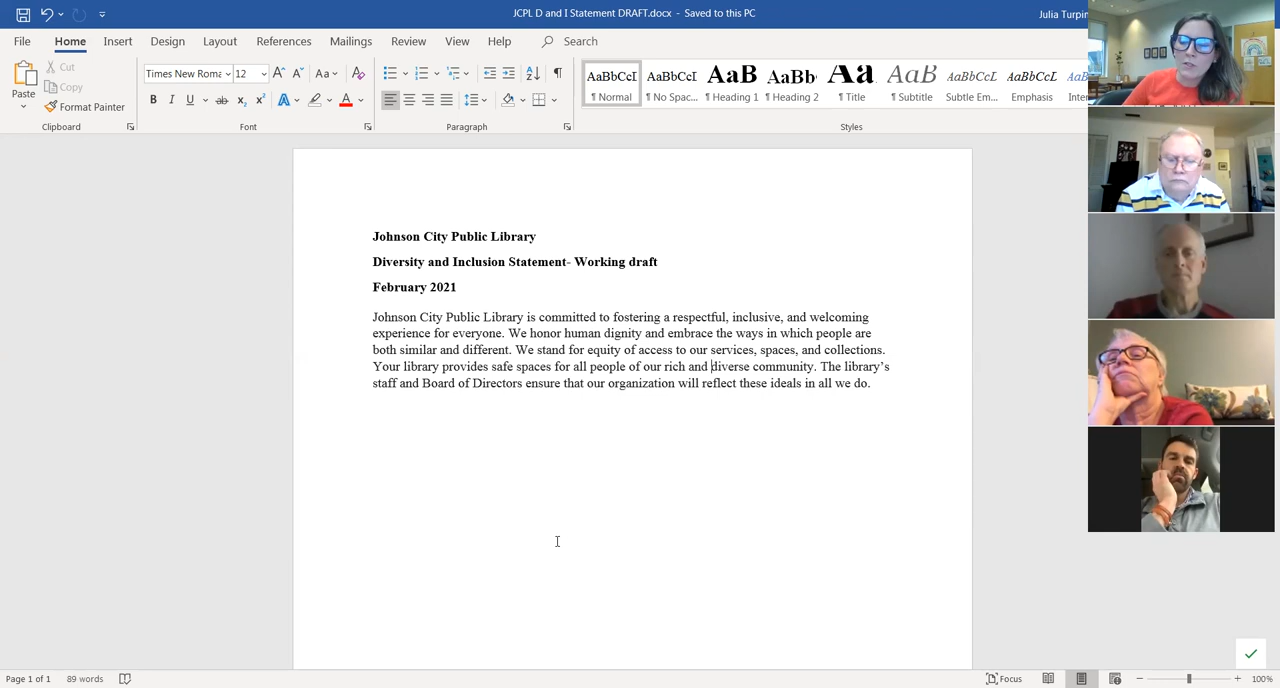 JCPL D and I Statement DRAFT.docx - Saved to this PC
Julia Turpin
File Home Insert Design Layout References Mailings Review View Help Search
Paste
Cut
Copy
Format Painter
Clipboard
Times New Roma 12
Aa
B I U ab x₂ x² A A
Font
Paragraph
AaBbCcI AaBbCcI AaB AaBb Aa AaB AaBbCcL AaBbCcL AaB
¶ Normal ¶ No Spac... ¶ Heading 1 ¶ Heading 2 ¶ Title ¶ Subtitle Subtle Em... Emphasis Inter
Styles
Johnson City Public Library
Diversity and Inclusion Statement- Working draft
February 2021
Johnson City Public Library is committed to fostering a respectful, inclusive, and welcoming
experience for everyone. We honor human dignity and embrace the ways in which people are
both similar and different. We stand for equity of access to our services, spaces, and collections.
Your library provides safe spaces for all people of our rich and diverse community. The library's
staff and Board of Directors ensure that our organization will reflect these ideals in all we do.
Page 1 of 1 89 words
Focus
100%